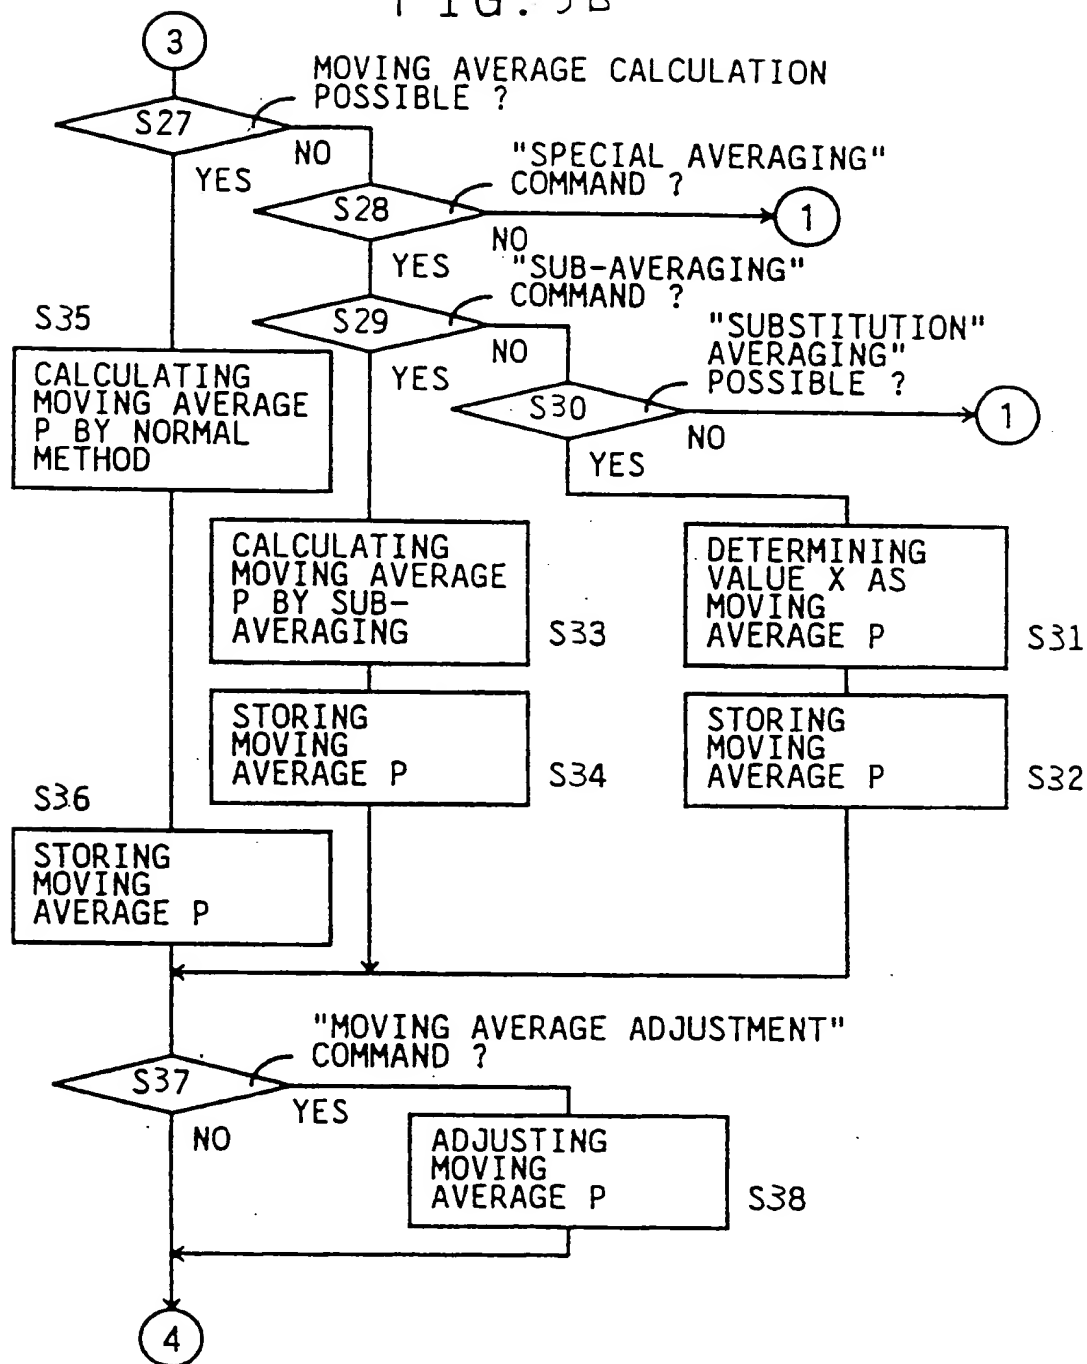 3
MOVING AVERAGE CALCULATION
POSSIBLE ?
S27
NO
YES
"SPECIAL AVERAGING"
COMMAND ?
S28
1
NO
YES
"SUB-AVERAGING"
COMMAND ?
S29
NO
YES
"SUBSTITUTION"
AVERAGING"
POSSIBLE ?
S30
1
NO
YES
S35
CALCULATING
MOVING AVERAGE
P BY NORMAL
METHOD
CALCULATING
MOVING AVERAGE
P BY SUB-
AVERAGING
S33
DETERMINING
VALUE X AS
MOVING
AVERAGE P
S31
STORING
MOVING
AVERAGE P
S34
STORING
MOVING
AVERAGE P
S32
S36
STORING
MOVING
AVERAGE P
"MOVING AVERAGE ADJUSTMENT"
COMMAND ?
S37
YES
NO
ADJUSTING
MOVING
AVERAGE P
S38
4